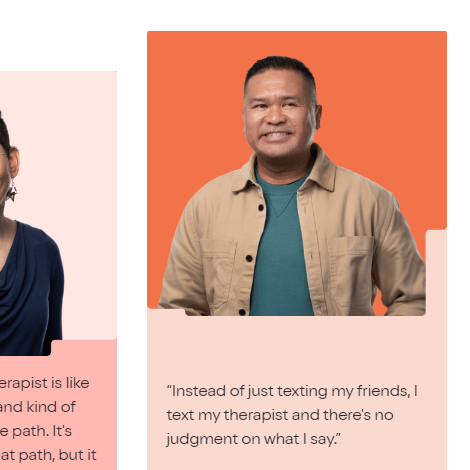 erapist is like
and kind of
e path. It's
at path, but it
“Instead of just texting my friends, I
text my therapist and there's no
judgment on what I say.”